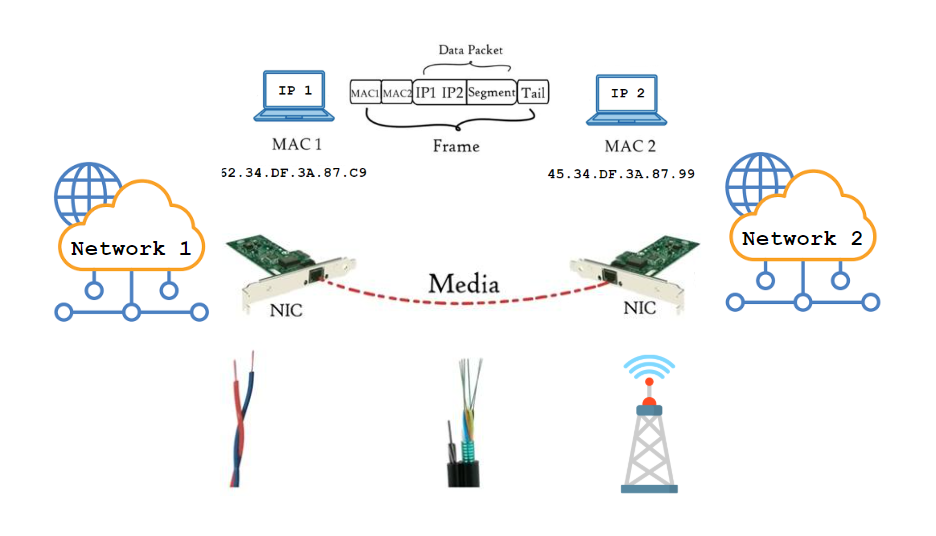 Data Packet
IP 1
MAC1 MAC2 IP1 IP2 Segment Tail
IP 2
MAC 1
Frame
MAC 2
52.34.DF.3A.87.C9
45.34.DF.3A.87.99
Network 1
Network 2
Media
NIC
NIC